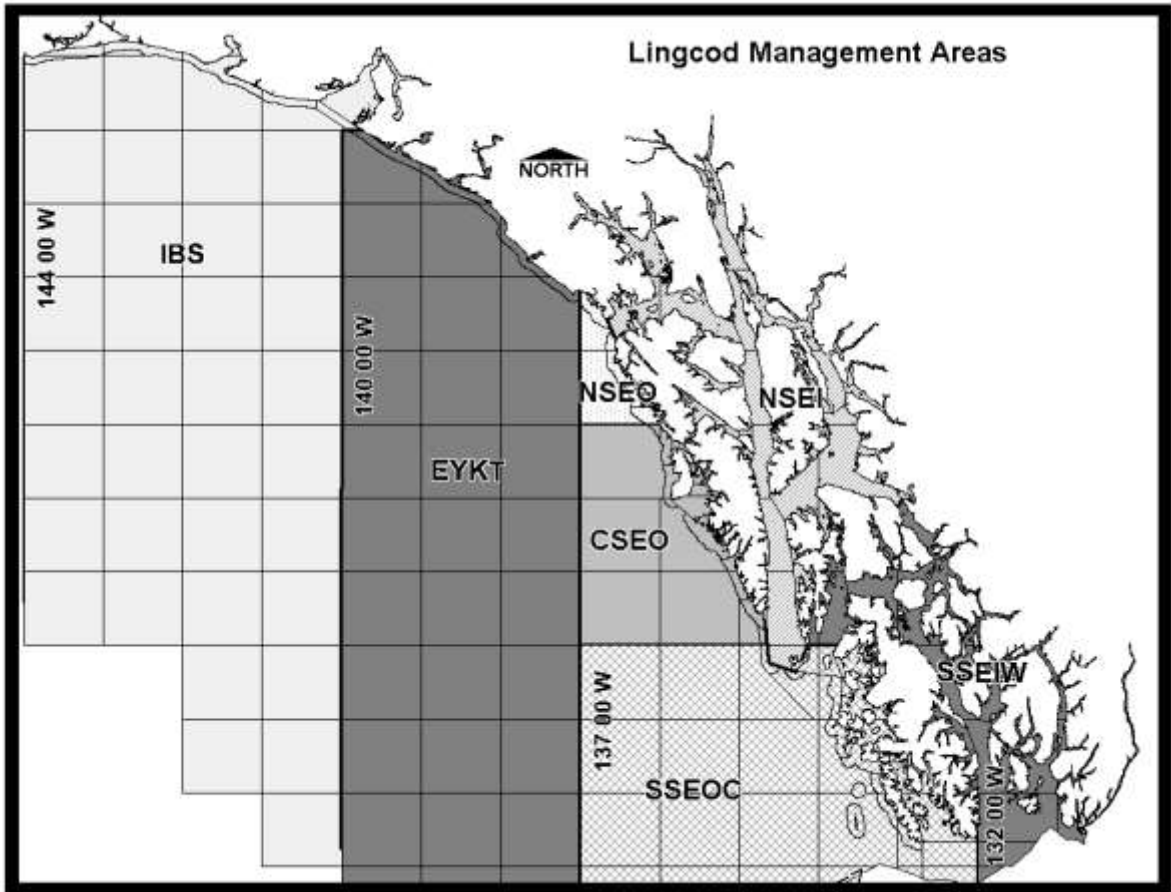 Lingcod Management Areas
NORTH
144 00 W
IBS
140 00 W
NSEO
NSEI
EYKT
CSEO
137 00 W
SSEIW
SSEOC
132 00 W